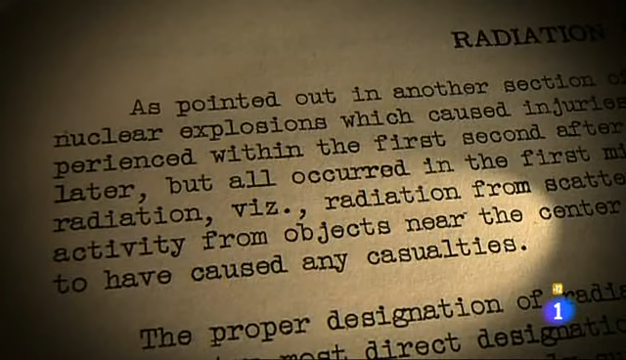 RADIATION
As pointed out in another section of
nuclear explosions which caused injuries
perienced within the first second after
later, but all occurred in the first
radiation, viz., radiation from
activity from objects near the center
to have caused any casualties.
The proper designation of
most direct
1